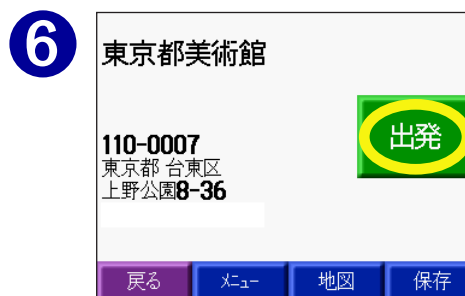 6
東京都美術館
出発
110-0007
東京都 台東区
上野公園8-36
戻る メニュー 地図 保存